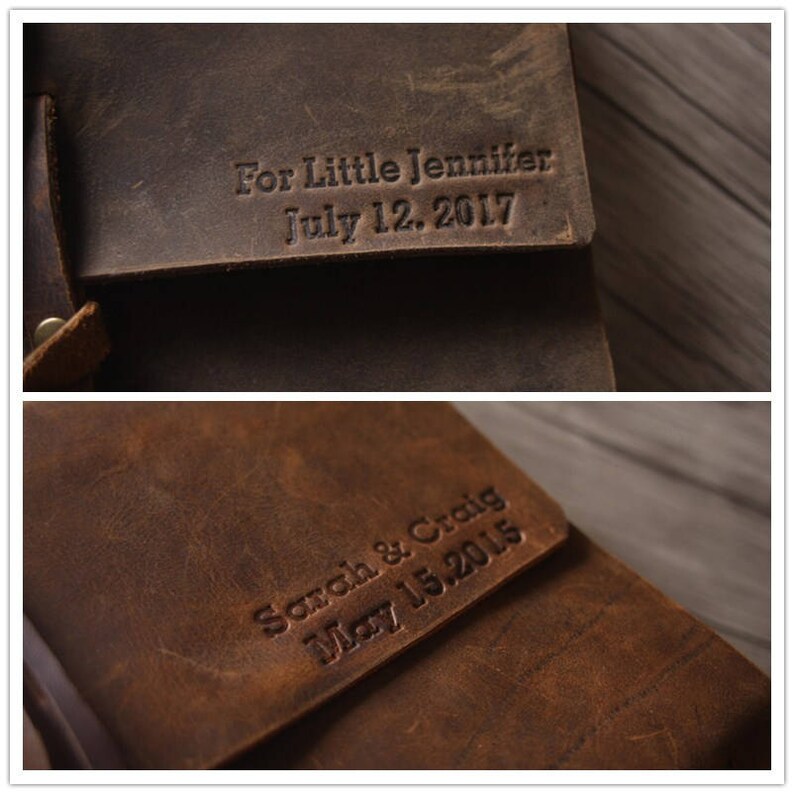 For Little Jennifer
July 12. 2017
Sarah & Craig
May 15.2015